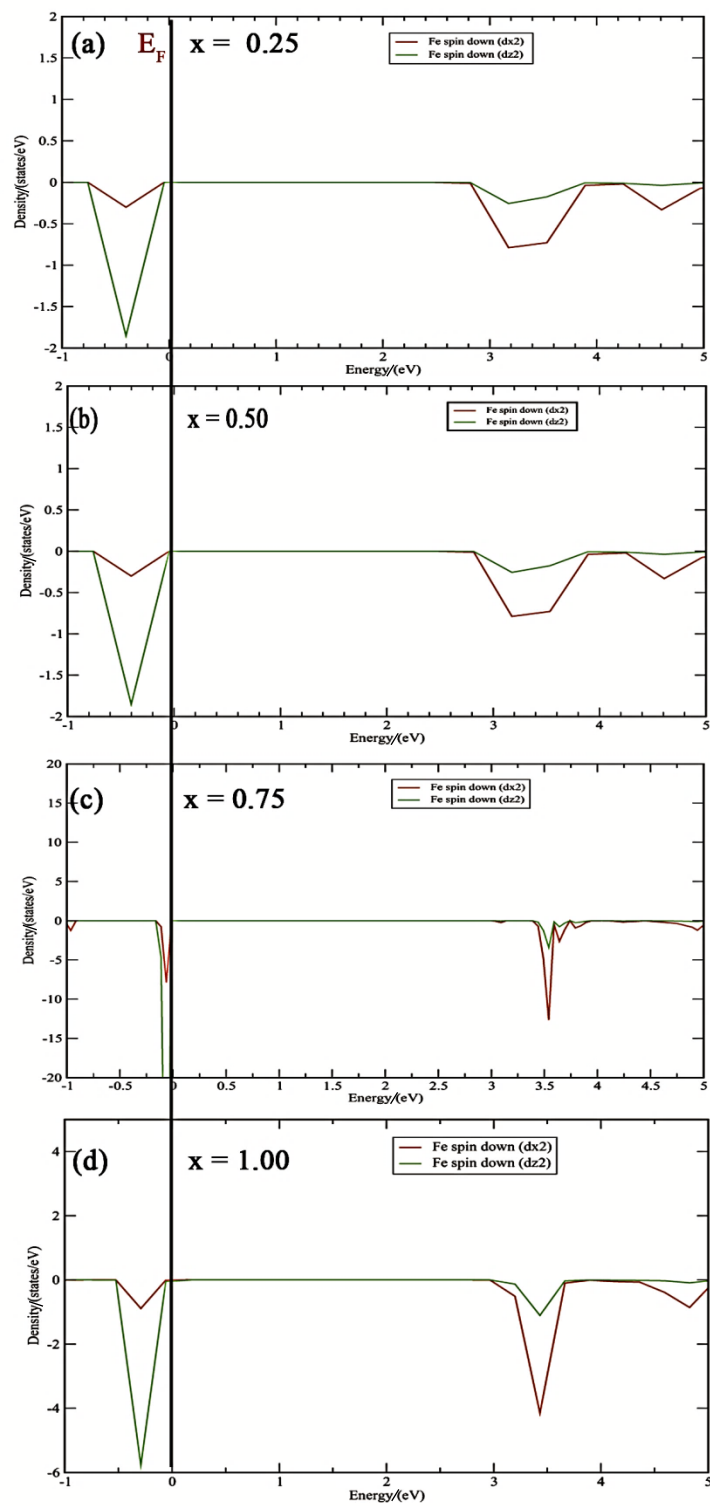 (a) E_F x = 0.25
Fe spin down (dx2)
Fe spin down (dz2)
2
1.5
1
0.5
0
-0.5
-1
-1.5
-2
Density/(states/eV)
-1 0 1 2 3 4 5
Energy/(eV)
(b) x = 0.50
Fe spin down (dx2)
Fe spin down (dz2)
2
1.5
1
0.5
0
-0.5
-1
-1.5
-2
Density/(states/eV)
-1 0 1 2 3 4 5
Energy/(eV)
(c) x = 0.75
Fe spin down (dx2)
Fe spin down (dz2)
20
15
10
5
0
-5
-10
-15
-20
Density/(states/eV)
-1 -0.5 0 0.5 1 1.5 2 2.5 3 3.5 4 4.5 5
Energy/(eV)
(d) x = 1.00
Fe spin down (dx2)
Fe spin down (dz2)
4
2
0
-2
-4
-6
Density/(states/eV)
-1 0 1 2 3 4 5
Energy/(eV)